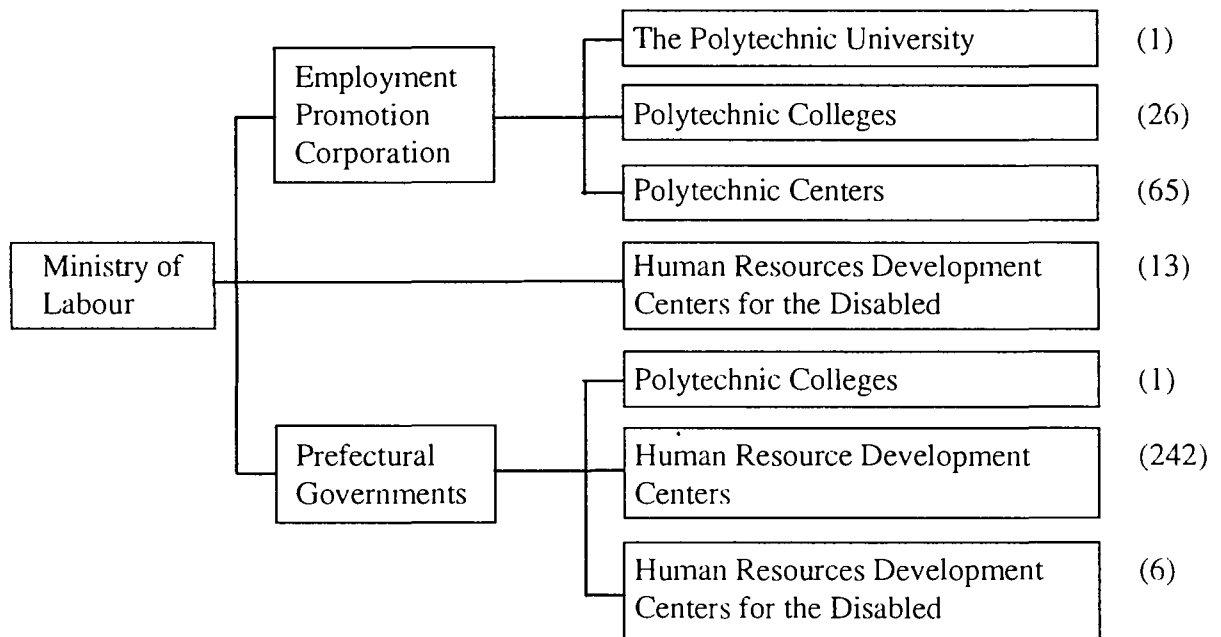 The Polytechnic University (1)
Employment
Promotion
Corporation
Polytechnic Colleges (26)
Polytechnic Centers (65)
Ministry of
Labour
Human Resources Development
Centers for the Disabled
(13)
Polytechnic Colleges (1)
Prefectural
Governments
Human Resource Development
Centers
(242)
Human Resources Development
Centers for the Disabled
(6)